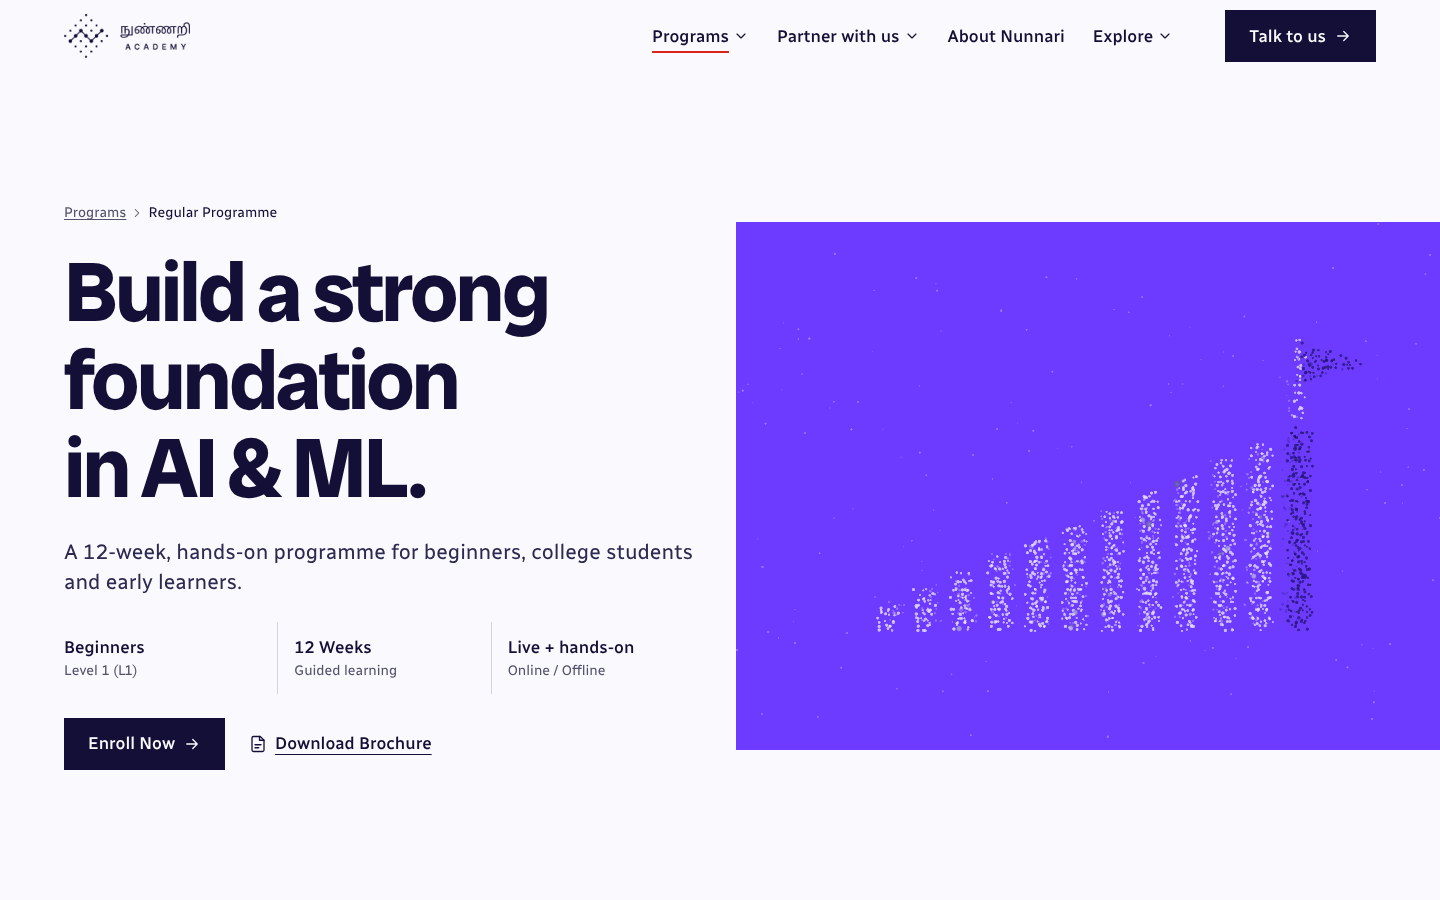 நுண்ணறி
ACADEMY
Programs
Partner with us
About Nunnari
Explore
Talk to us
Programs > Regular Programme
Build a strong
foundation
in AI & ML.
A 12-week, hands-on programme for beginners, college students
and early learners.
Beginners
Level 1 (L1)
12 Weeks
Guided learning
Live + hands-on
Online / Offline
Enroll Now
Download Brochure